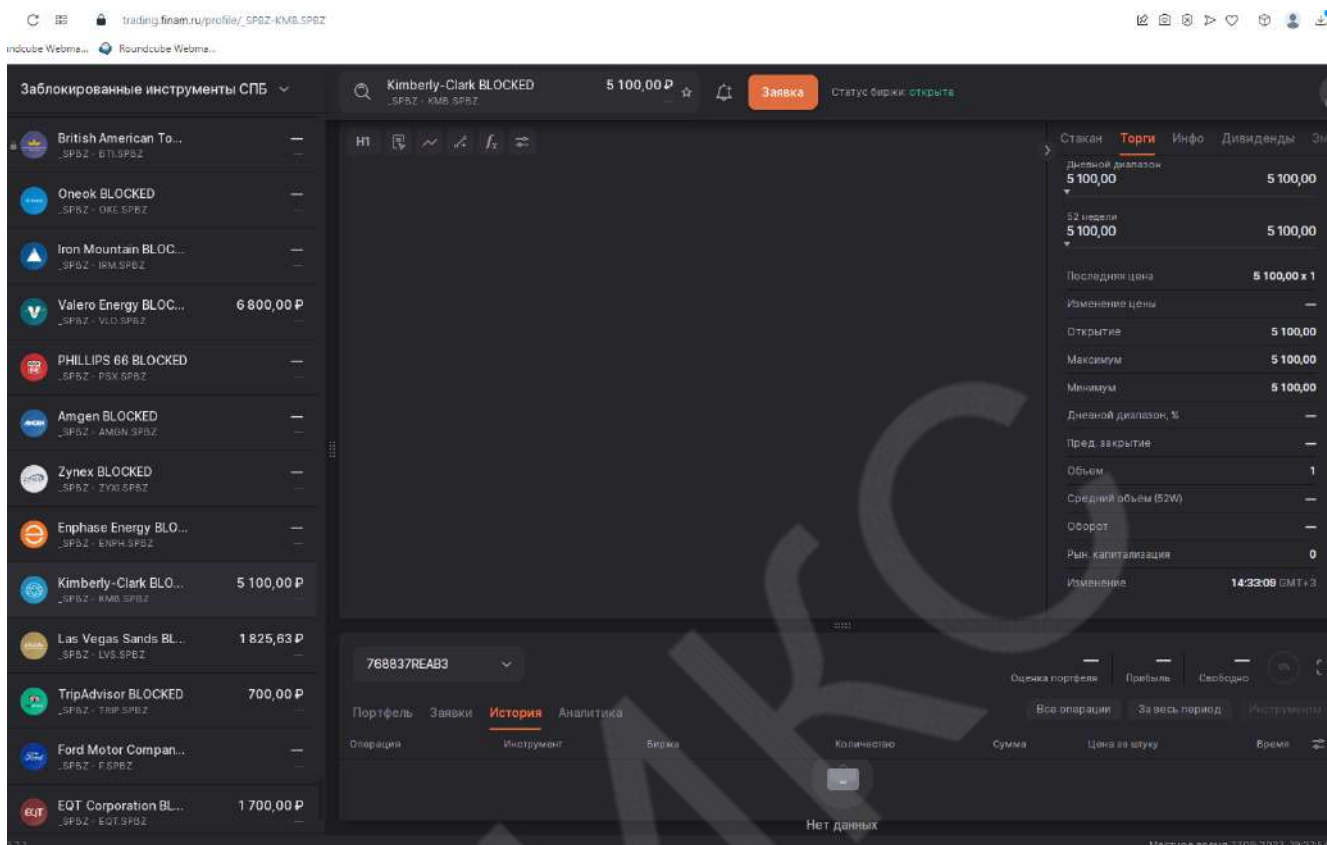 trading.finam.ru/profile/_SPBZ-KMB.SPBZ
Roundcube Webma...
Заблокированные инструменты СПБ
Kimberly-Clark BLOCKED
5 100,00 ₽
_SPBZ - KMB.SPBZ
Заявка
Статус биржи: открыта
British American To...
_SPBZ - BTI.SPBZ
Oneok BLOCKED
_SPBZ - OKE.SPBZ
Iron Mountain BLOC...
_SPBZ - IRM.SPBZ
Valero Energy BLOC...
6 800,00 ₽
_SPBZ - VLO.SPBZ
PHILLIPS 66 BLOCKED
_SPBZ - PSX.SPBZ
Amgen BLOCKED
_SPBZ - AMGN.SPBZ
Zynex BLOCKED
_SPBZ - ZYXI.SPBZ
Enphase Energy BLO...
_SPBZ - ENPH.SPBZ
Kimberly-Clark BLO...
5 100,00 ₽
_SPBZ - KMB.SPBZ
Las Vegas Sands BL...
1 825,63 ₽
_SPBZ - LVS.SPBZ
TripAdvisor BLOCKED
700,00 ₽
_SPBZ - TRIP.SPBZ
Ford Motor Compan...
_SPBZ - F.SPBZ
EQT Corporation BL...
1 700,00 ₽
_SPBZ - EQT.SPBZ
H1
Стакан Торги Инфо Дивиденды
Дневной диапазон
5 100,00 5 100,00
52 недели
5 100,00 5 100,00
Последняя цена 5 100,00 x 1
Изменение цены —
Открытие 5 100,00
Максимум 5 100,00
Минимум 5 100,00
Дневной диапазон, % —
Пред. закрытие —
Объем 1
Средний объем (52W) —
Оборот —
Рын. капитализация 0
Изменение 14:33:09 GMT+3
768837REAB3
Оценка портфеля Прибыль Свободно
Портфель Заявки История Аналитика
Все операции За весь период Инструменты
Операция Инструмент Биржа Количество Сумма Цена за штуку Время
Нет данных
МКС